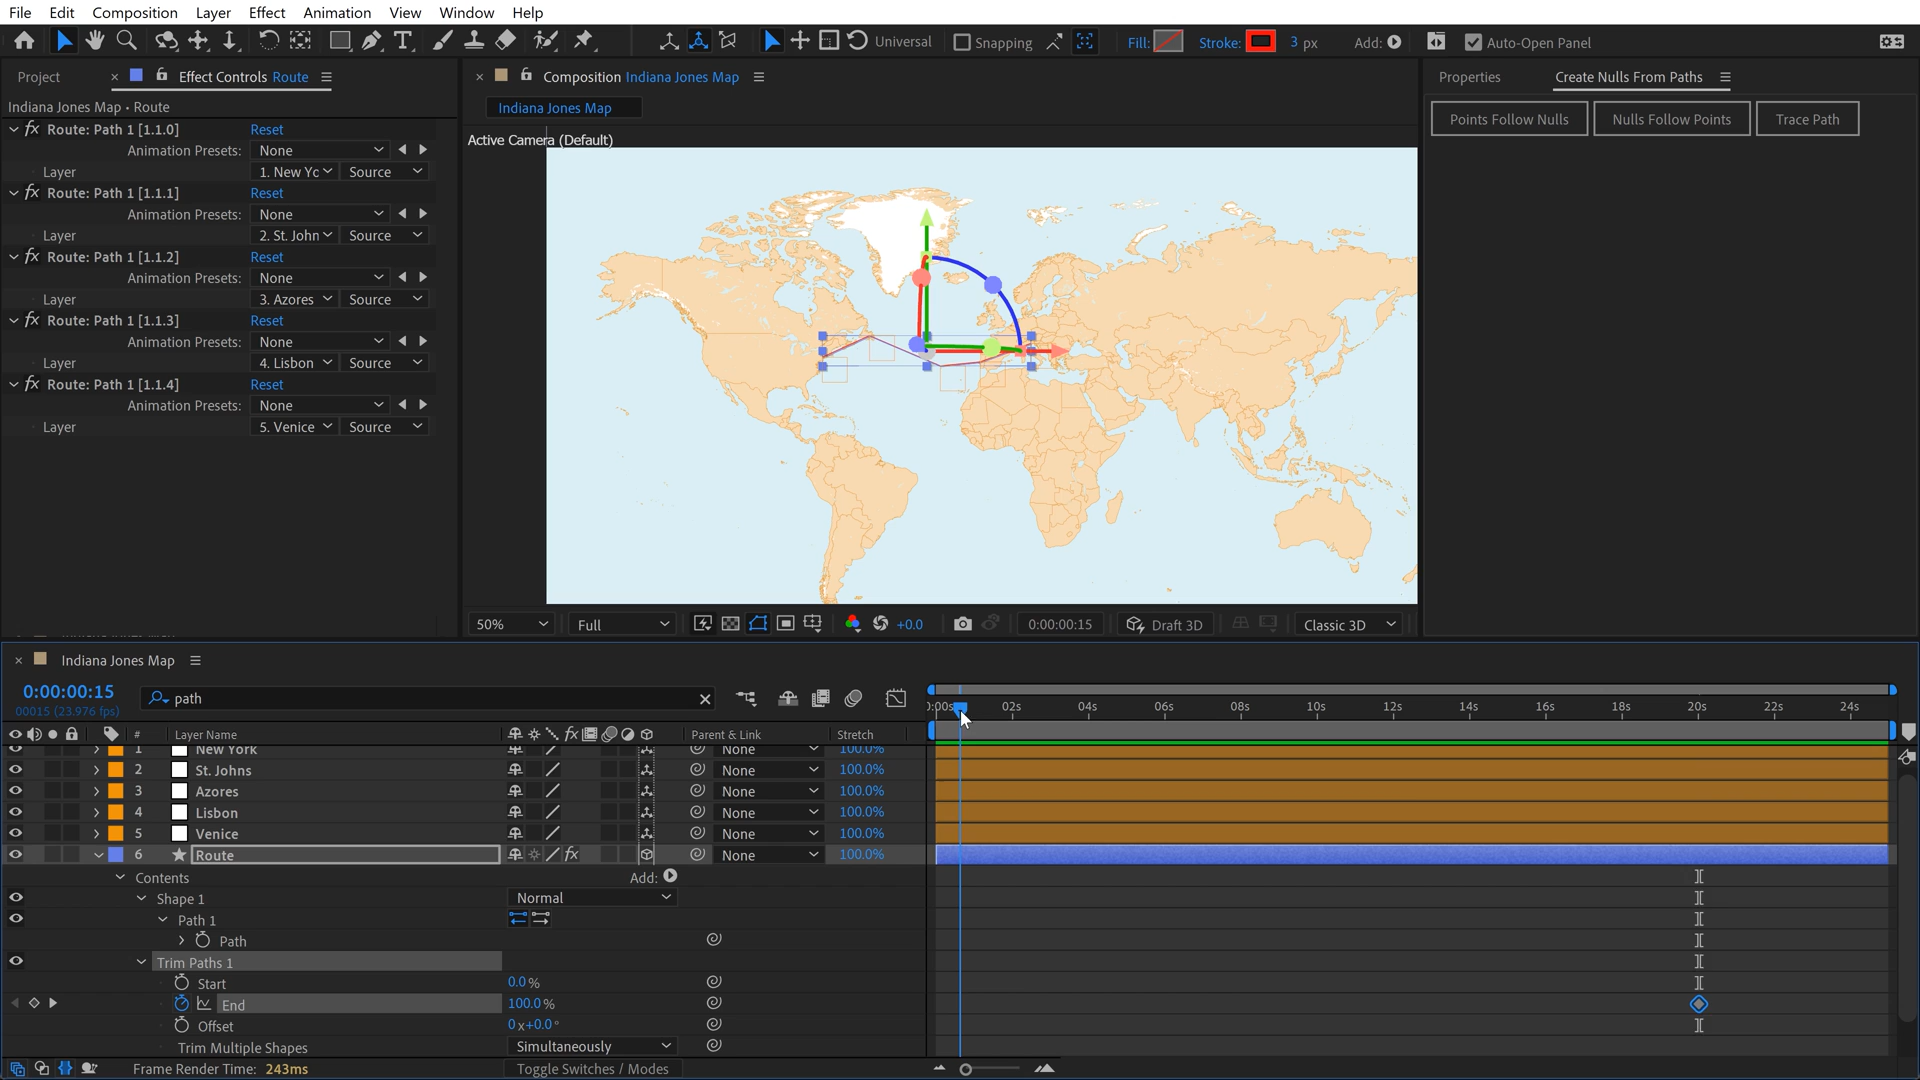 File Edit Composition Layer Effect Animation View Window Help
Universal Snapping Fill: Stroke: 3 px Add: Auto-Open Panel
Project Effect Controls Route
Composition Indiana Jones Map
Properties Create Nulls From Paths
Indiana Jones Map • Route
Indiana Jones Map
Points Follow Nulls Nulls Follow Points Trace Path
Active Camera (Default)
fx Route: Path 1 [1.1.0] Reset
Animation Presets: None
Layer 1. New Yc Source
fx Route: Path 1 [1.1.1] Reset
Animation Presets: None
Layer 2. St. John Source
fx Route: Path 1 [1.1.2] Reset
Animation Presets: None
Layer 3. Azores Source
fx Route: Path 1 [1.1.3] Reset
Animation Presets: None
Layer 4. Lisbon Source
fx Route: Path 1 [1.1.4] Reset
Animation Presets: None
Layer 5. Venice Source
50% Full +0.0 0:00:00:15 Draft 3D Classic 3D
Indiana Jones Map
0:00:00:15
00015 (23.976 fps)
path
0:00s 02s 04s 06s 08s 10s 12s 14s 16s 18s 20s 22s 24s
# Layer Name fx Parent & Link Stretch
1 New York None 100.0%
2 St. Johns None 100.0%
3 Azores None 100.0%
4 Lisbon None 100.0%
5 Venice None 100.0%
6 Route fx None 100.0%
Contents Add:
Shape 1 Normal
Path 1
Path
Trim Paths 1
Start 0.0 %
End 100.0 %
Offset 0 x+0.0 °
Trim Multiple Shapes Simultaneously
Frame Render Time: 243ms Toggle Switches / Modes